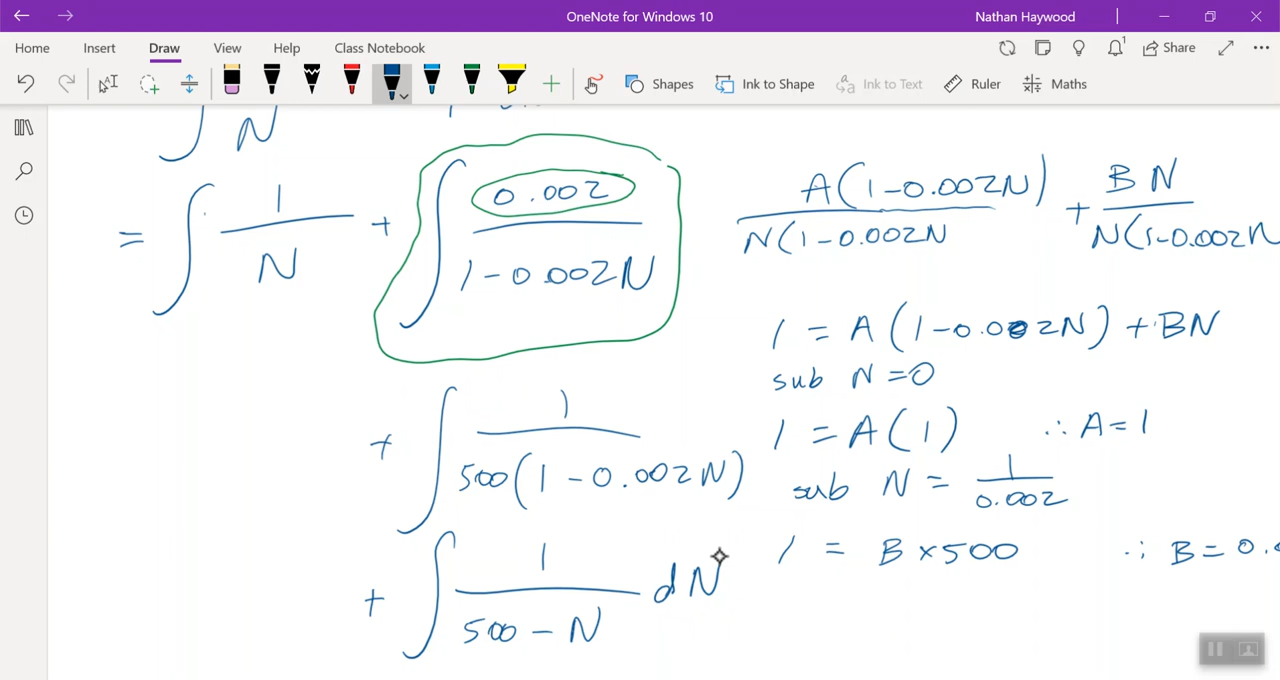 OneNote for Windows 10
Nathan Haywood
Home Insert Draw View Help Class Notebook Share
Shapes Ink to Shape Ink to Text Ruler Maths
∫ N
= ∫ 1/N + ∫ 0.002/(1-0.002N)
+ ∫ 1/(500(1-0.002N))
+ ∫ 1/(500-N) dN
A(1-0.002N)/(N(1-0.002N) + BN/(N(1-0.002N
1 = A(1-0.002N) + BN
sub N=0
1 = A(1) ∴ A=1
sub N = 1/0.002
1 = B×500 ∴ B=0.